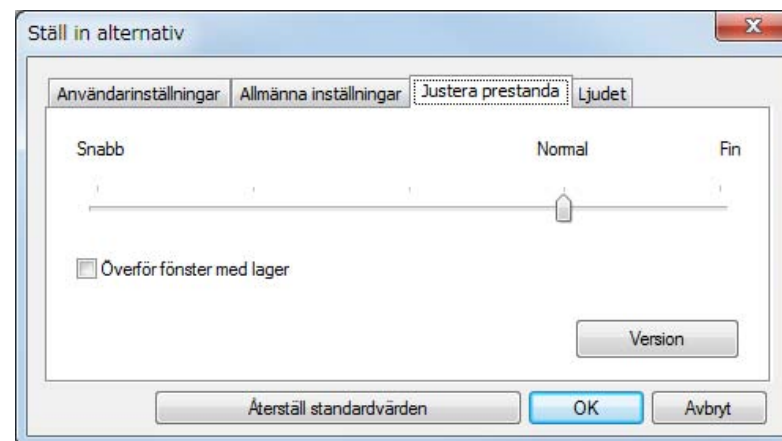 Ställ in alternativ
Användarinställningar Allmänna inställningar Justera prestanda Ljudet
Snabb Normal Fin
Överför fönster med lager
Version
Återställ standardvärden OK Avbryt